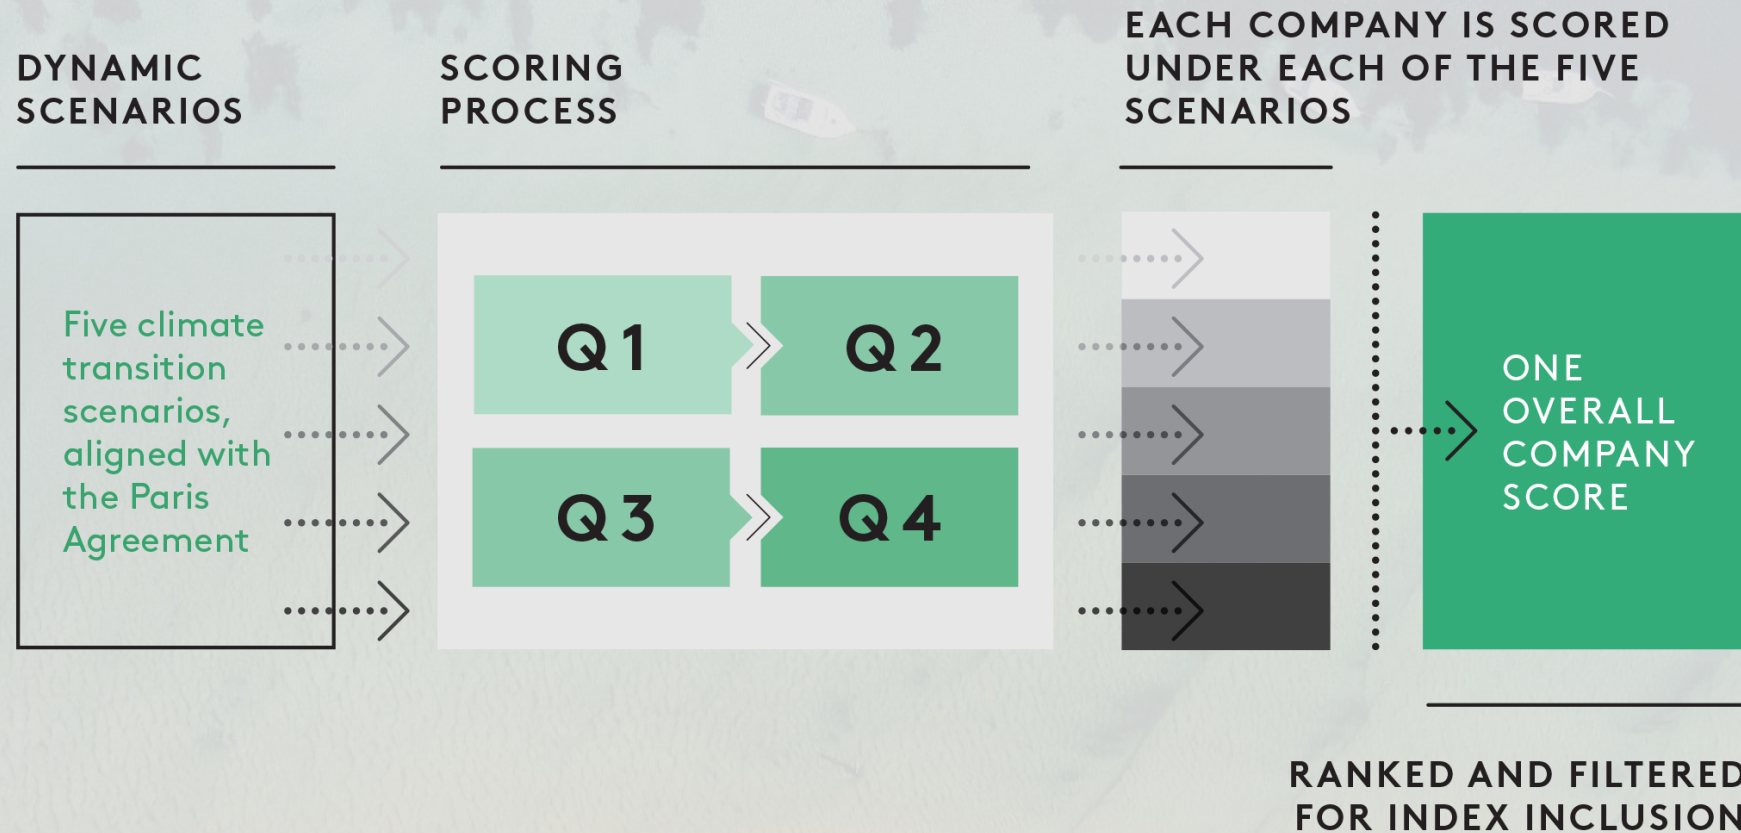 DYNAMIC
SCENARIOS
SCORING
PROCESS
EACH COMPANY IS SCORED
UNDER EACH OF THE FIVE
SCENARIOS
Five climate
transition
scenarios,
aligned with
the Paris
Agreement
Q1
Q2
Q3
Q4
ONE
OVERALL
COMPANY
SCORE
RANKED AND FILTERED
FOR INDEX INCLUSION